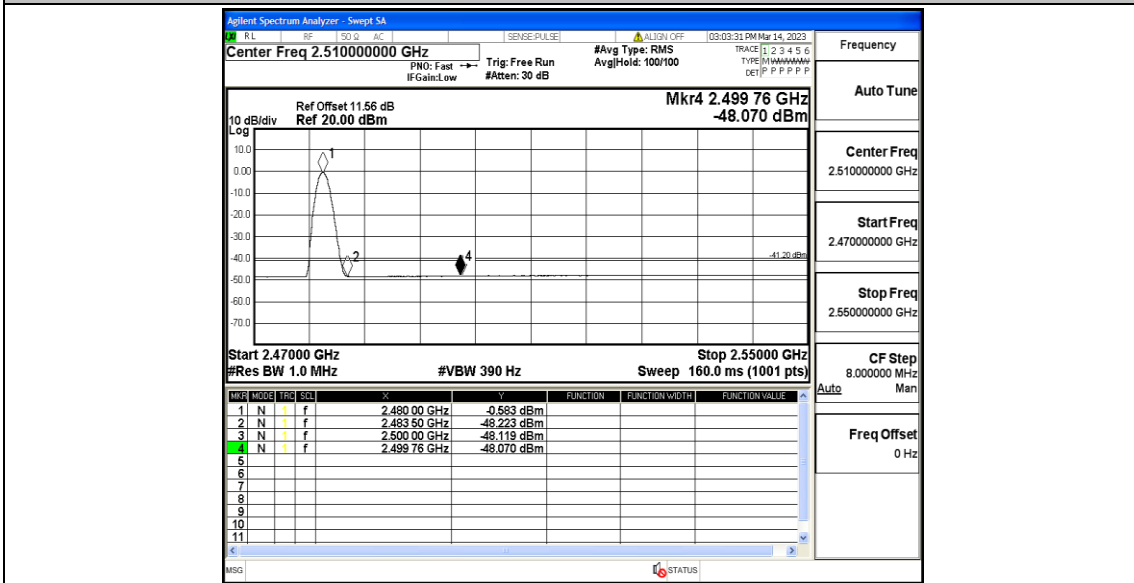 Agilent Spectrum Analyzer - Swept SA
RL RF 50 Ω AC SENSE:PULSE ALIGN OFF 03:03:31 PM Mar 14, 2023
Center Freq 2.510000000 GHz
PNO: Fast
IFGain:Low
Trig: Free Run
#Atten: 30 dB
#Avg Type: RMS
Avg|Hold: 100/100
TRACE 1 2 3 4 5 6
TYPE M WWWWW
DET P P P P P P
Mkr4 2.499 76 GHz
-48.070 dBm
Ref Offset 11.56 dB
10 dB/div Ref 20.00 dBm
Log
10.0
0.00
-10.0
-20.0
-30.0
-40.0
-50.0
-60.0
-70.0
1
2
4
-41.20 dBm
Start 2.47000 GHz Stop 2.55000 GHz
#Res BW 1.0 MHz #VBW 390 Hz Sweep 160.0 ms (1001 pts)
MKR MODE TRC SCL X Y FUNCTION FUNCTION WIDTH FUNCTION VALUE
1 N 1 f 2.480 00 GHz -0.583 dBm
2 N 1 f 2.483 50 GHz -48.223 dBm
3 N 1 f 2.500 00 GHz -48.119 dBm
4 N 1 f 2.499 76 GHz -48.070 dBm
5
6
7
8
9
10
11
MSG STATUS
Frequency
Auto Tune
Center Freq
2.510000000 GHz
Start Freq
2.470000000 GHz
Stop Freq
2.550000000 GHz
CF Step
8.000000 MHz
Auto Man
Freq Offset
0 Hz